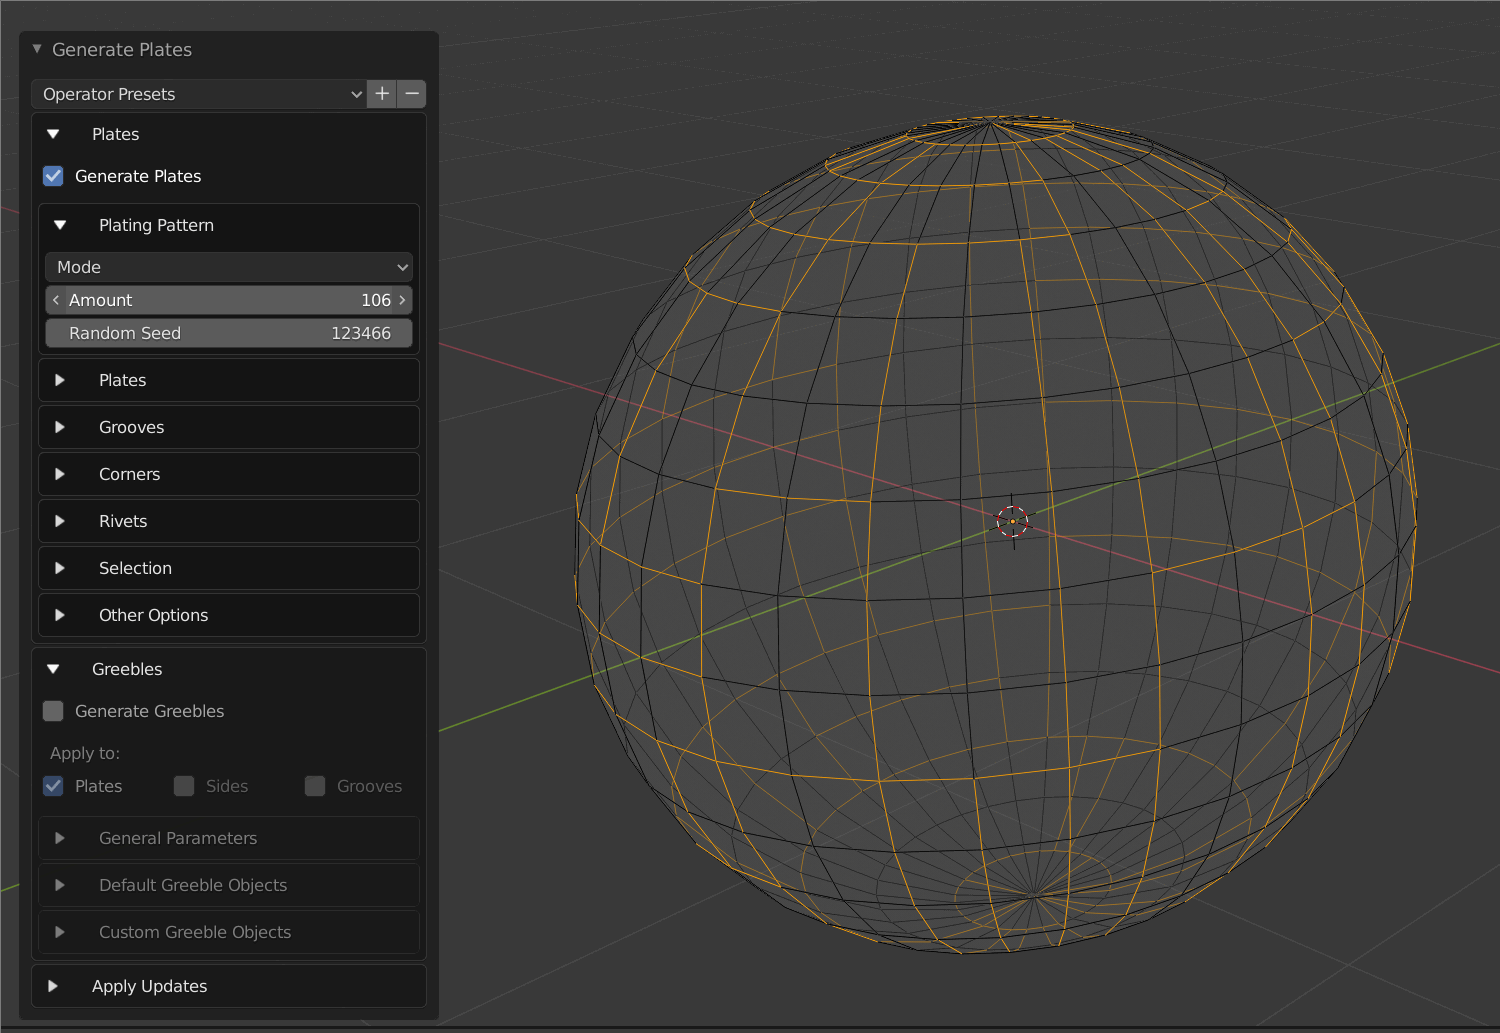 Generate Plates
Operator Presets
Plates
Generate Plates
Plating Pattern
Mode
Amount 106
Random Seed 123466
Plates
Grooves
Corners
Rivets
Selection
Other Options
Greebles
Generate Greebles
Apply to:
Plates Sides Grooves
General Parameters
Default Greeble Objects
Custom Greeble Objects
Apply Updates